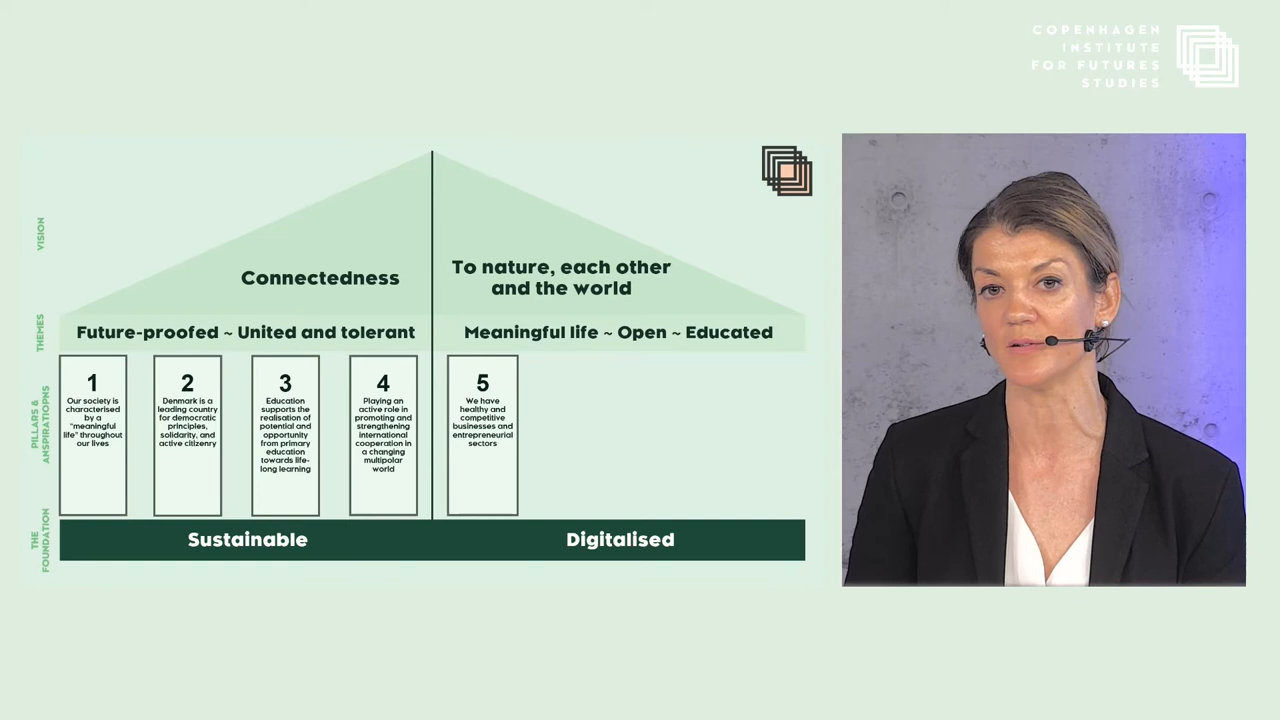 COPENHAGEN
INSTITUTE
FOR FUTURES
STUDIES
VISION
Connectedness
To nature, each other
and the world
THEMES
Future-proofed ~ United and tolerant
Meaningful life ~ Open ~ Educated
PILLARS &
ANSPIRATIOPNS
1
Our society is
characterised
by a
"meaningful
life" throughout
our lives
2
Denmark is a
leading country
for democratic
principles,
solidarity, and
active citizenry
3
Education
supports the
realisation of
potential and
opportunity
from primary
education
towards life-
long learning
4
Playing an
active role in
promoting and
strengthening
international
cooperation in
a changing
multipolar
world
5
We have
healthy and
competitive
businesses and
entrepreneurial
sectors
THE
FOUNDATION
Sustainable
Digitalised